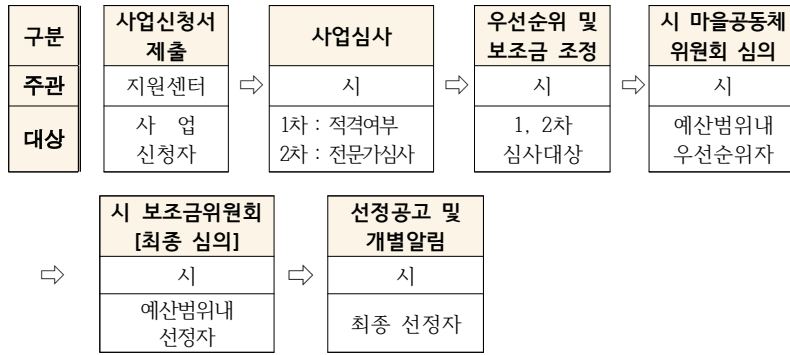 구분
사업신청서
제출
사업심사
우선순위 및
보조금 조정
시 마을공동체
위원회 심의
주관
지원센터
⇨
시
⇨
시
⇨
시
대상
사 업
신청자
1차 : 적격여부
2차 : 전문가심사
1, 2차
심사대상
예산범위내
우선순위자
시 보조금위원회
[최종 심의]
선정공고 및
개별알림
⇨
시
⇨
시
예산범위내
선정자
최종 선정자